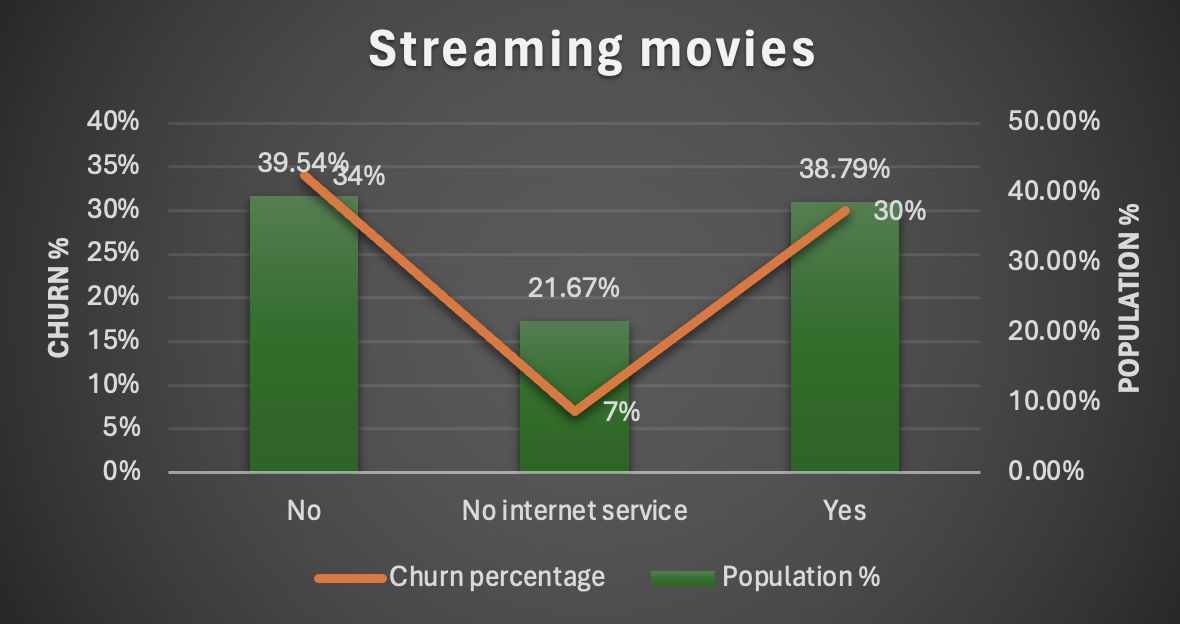 Streaming movies
40%
35%
30%
25%
20%
15%
10%
5%
0%
CHURN %
50.00%
40.00%
30.00%
20.00%
10.00%
0.00%
POPULATION %
39.54%
34%
21.67%
7%
38.79%
30%
No
No internet service
Yes
Churn percentage
Population %